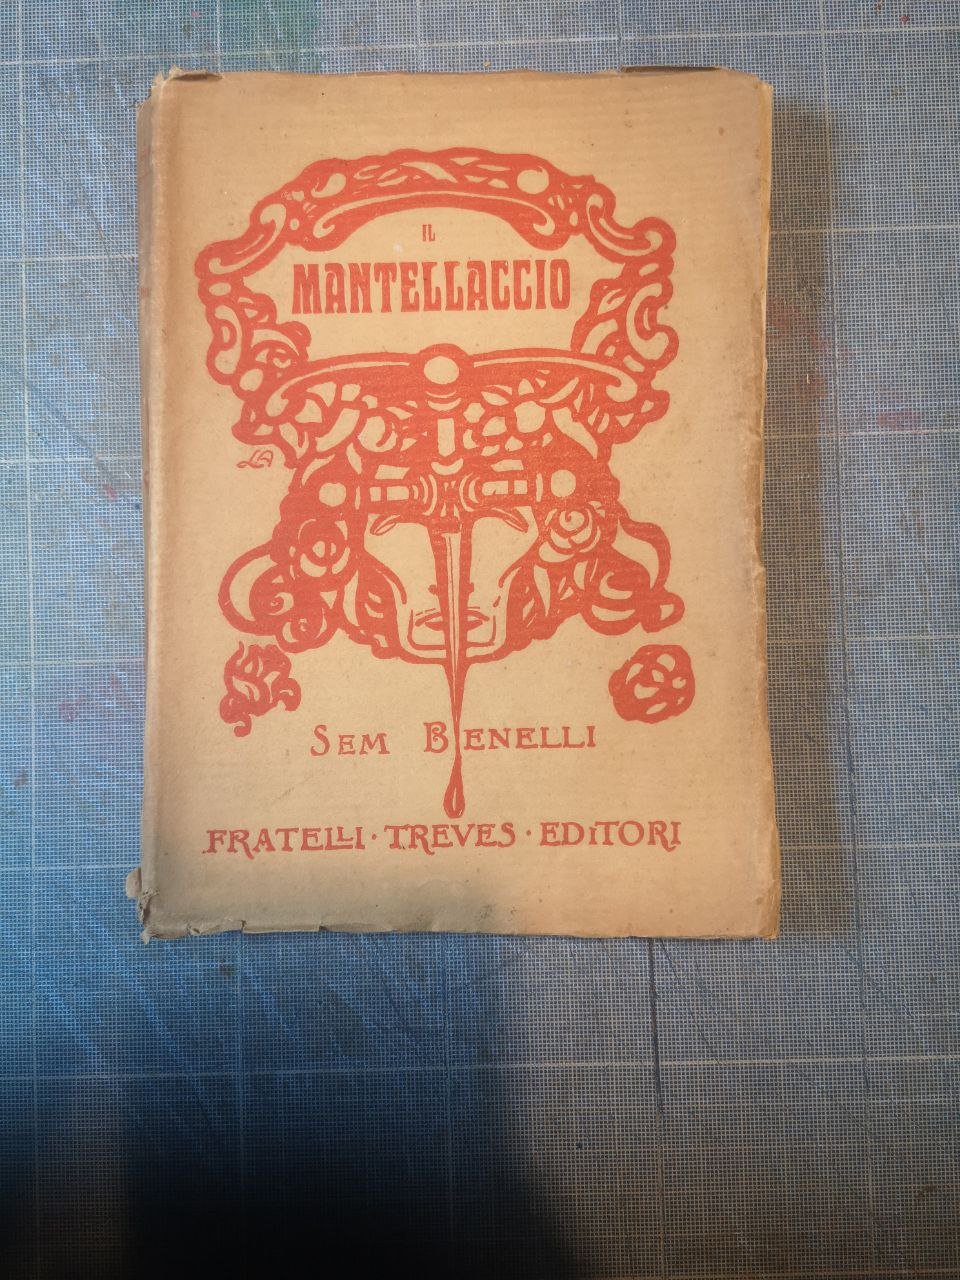 IL
MANTELLACCIO
LA
SEM BENELLI
FRATELLI · TREVES · EDiTORI